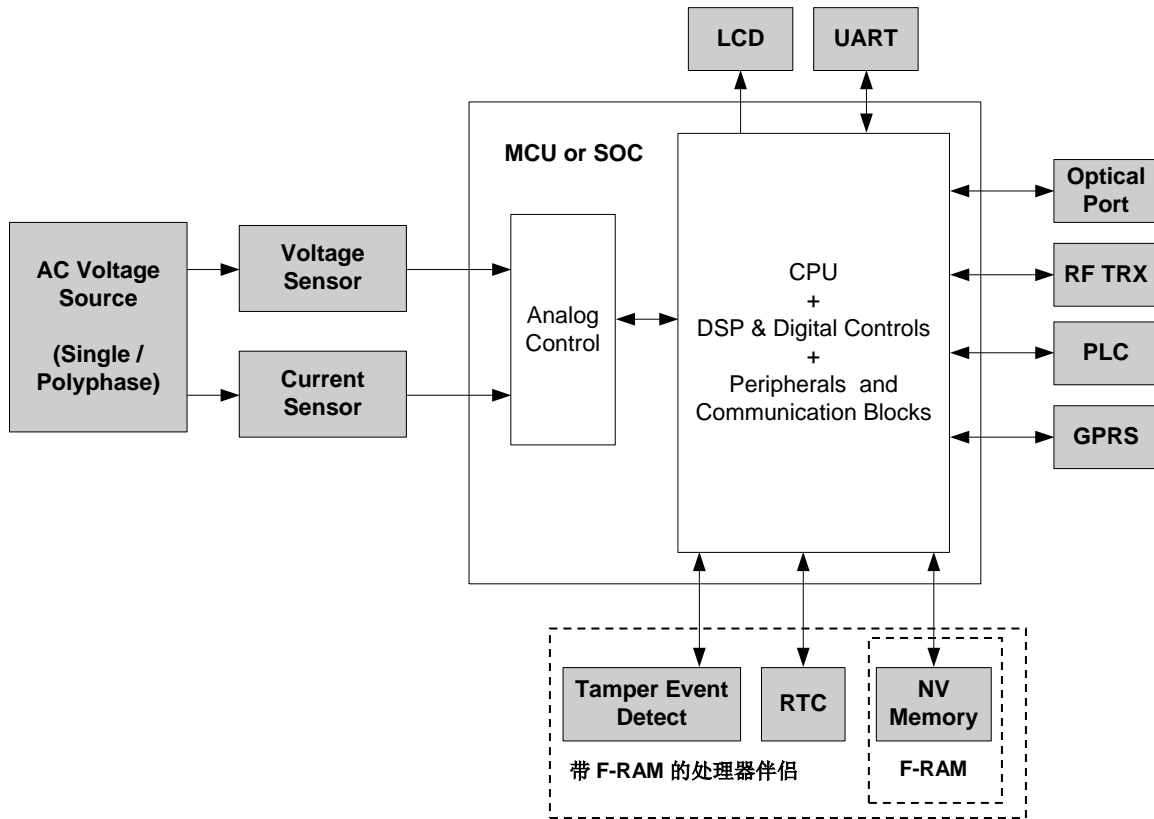 LCD
UART
MCU or SOC
AC Voltage
Source
(Single /
Polyphase)
Voltage
Sensor
Current
Sensor
Analog
Control
CPU
+
DSP & Digital Controls
+
Peripherals and
Communication Blocks
Optical
Port
RF TRX
PLC
GPRS
Tamper Event
Detect
RTC
NV
Memory
带 F-RAM 的处理器伴侣
F-RAM